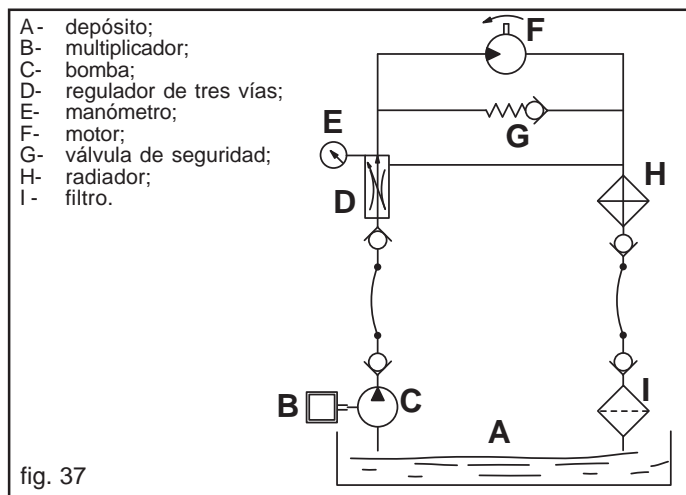 A- depósito;
B- multiplicador;
C- bomba;
D- regulador de tres vías;
E- manómetro;
F- motor;
G- válvula de seguridad;
H- radiador;
I- filtro.
F
E
G
D
H
B
C
A
I
fig. 37